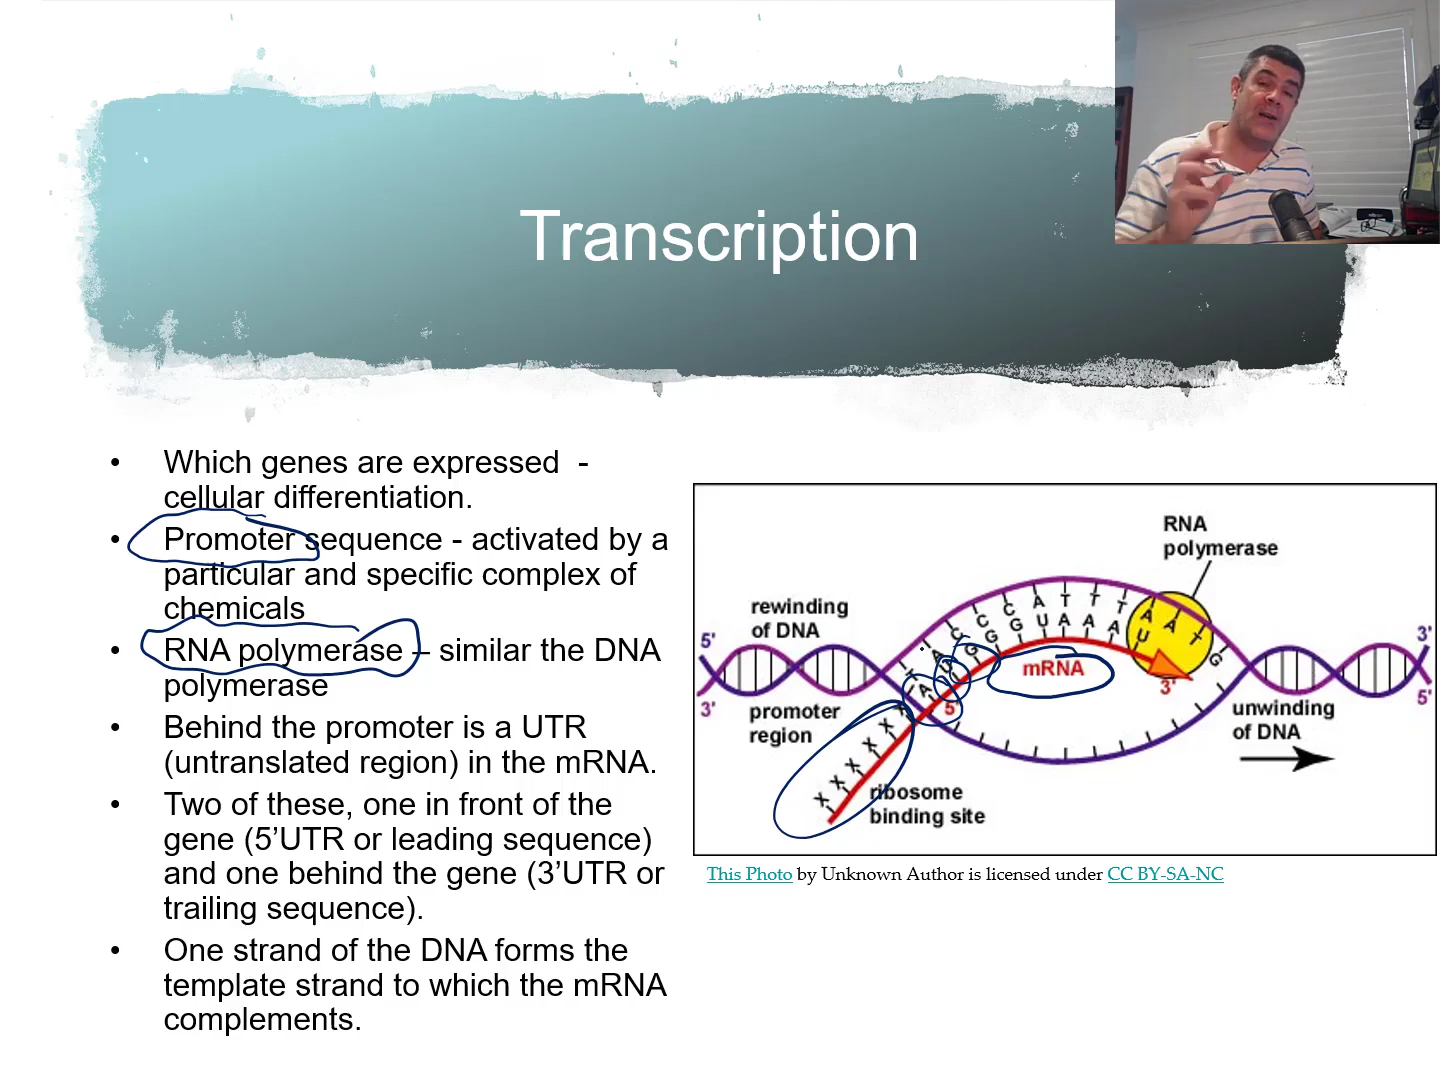 Transcription
• Which genes are expressed -
cellular differentiation.
• Promoter sequence - activated by a
particular and specific complex of
chemicals
• RNA polymerase – similar the DNA
polymerase
• Behind the promoter is a UTR
(untranslated region) in the mRNA.
• Two of these, one in front of the
gene (5’UTR or leading sequence)
and one behind the gene (3’UTR or
trailing sequence).
• One strand of the DNA forms the
template strand to which the mRNA
complements.
RNA
polymerase
rewinding
of DNA
5'
3'
promoter
region
T A C C C A T T T A A T G
A U G G G U A A A U
mRNA
5'
3'
3'
5'
unwinding
of DNA
X X X X X X
ribosome
binding site
This Photo by Unknown Author is licensed under CC BY-SA-NC